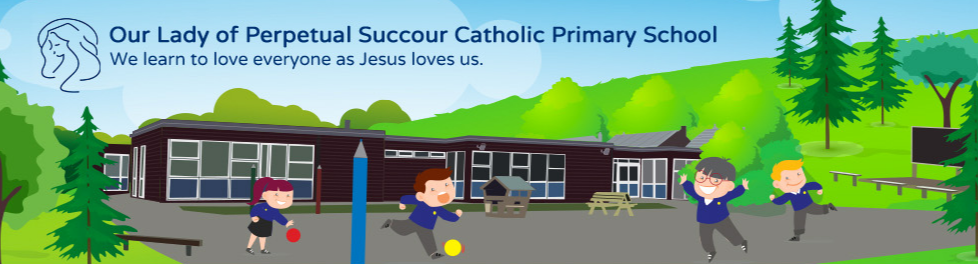 Our Lady of Perpetual Succour Catholic Primary School
We learn to love everyone as Jesus loves us.